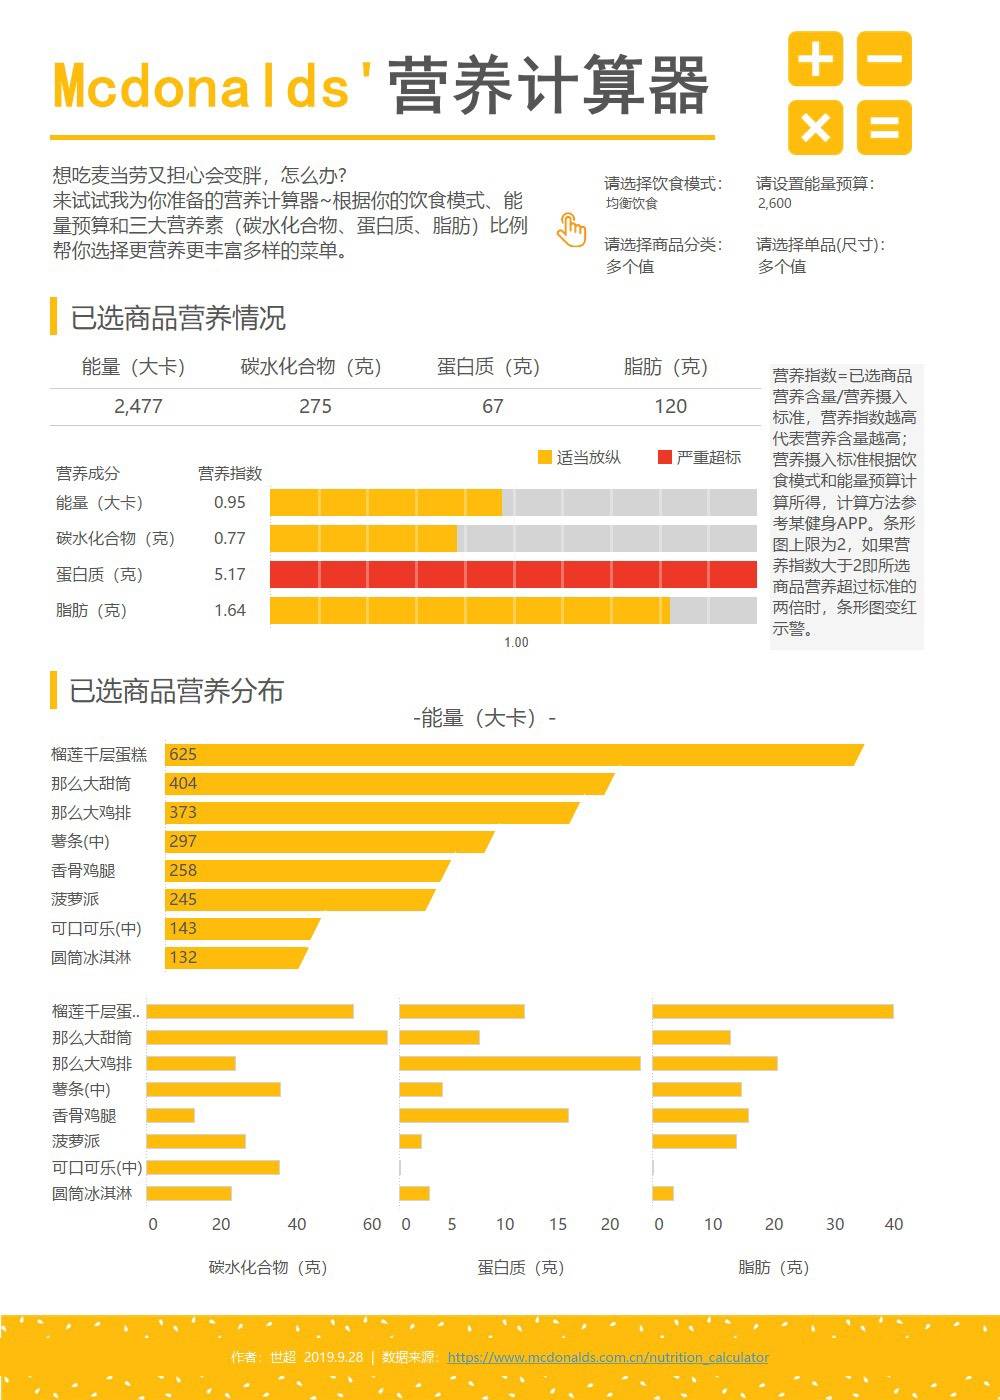 Mcdonalds'营养计算器
想吃麦当劳又担心会变胖，怎么办?
来试试我为你准备的营养计算器~根据你的饮食模式、能
量预算和三大营养素（碳水化合物、蛋白质、脂肪）比例
帮你选择更营养更丰富多样的菜单。
请选择饮食模式： 请设置能量预算：
均衡饮食 2,600
请选择商品分类： 请选择单品(尺寸)：
多个值 多个值
已选商品营养情况
能量（大卡） 碳水化合物（克） 蛋白质（克） 脂肪（克）
2,477 275 67 120
营养指数=已选商品
营养含量/营养摄入
标准，营养指数越高
代表营养含量越高；
营养摄入标准根据饮
食模式和能量预算计
算所得，计算方法参
考某健身APP。条形
图上限为2，如果营
养指数大于2即所选
商品营养超过标准的
两倍时，条形图变红
示警。
适当放纵 严重超标
营养成分 营养指数
能量（大卡） 0.95
碳水化合物（克） 0.77
蛋白质（克） 5.17
脂肪（克） 1.64
1.00
已选商品营养分布
-能量（大卡）-
榴莲千层蛋糕 625
那么大甜筒 404
那么大鸡排 373
薯条(中) 297
香骨鸡腿 258
菠萝派 245
可口可乐(中) 143
圆筒冰淇淋 132
榴莲千层蛋..
那么大甜筒
那么大鸡排
薯条(中)
香骨鸡腿
菠萝派
可口可乐(中)
圆筒冰淇淋
0 20 40 60 0 5 10 15 20 0 10 20 30 40
碳水化合物（克） 蛋白质（克） 脂肪（克）
作者：世超 2019.9.28 | 数据来源：https://www.mcdonalds.com.cn/nutrition_calculator